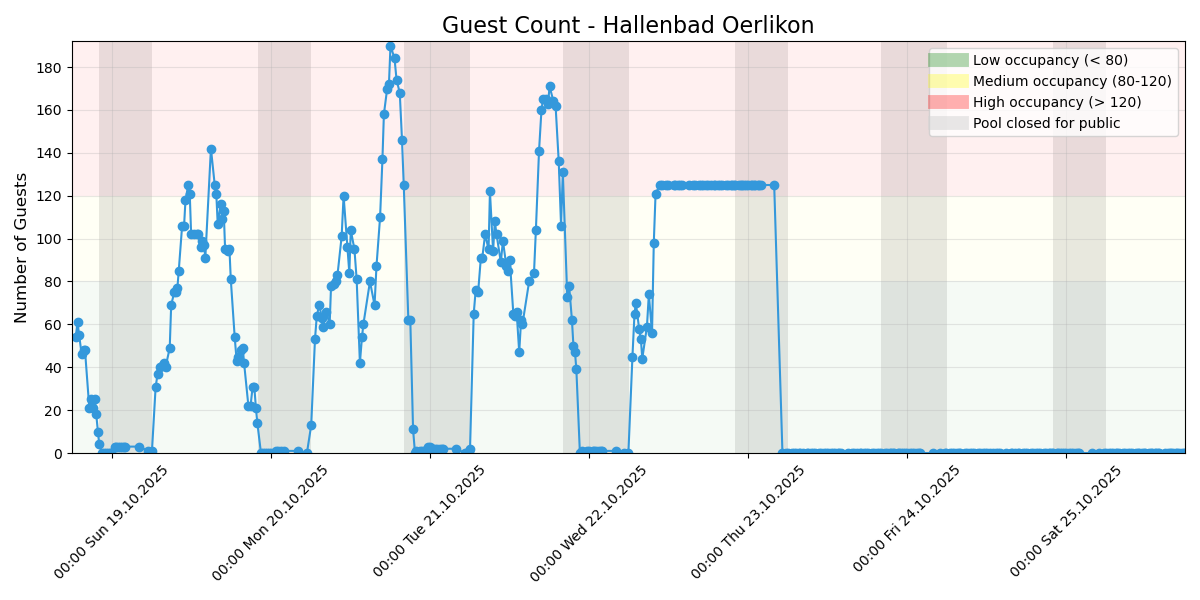 Guest Count - Hallenbad Oerlikon
Number of Guests
180
160
140
120
100
80
60
40
20
0
Low occupancy (< 80)
Medium occupancy (80-120)
High occupancy (> 120)
Pool closed for public
00:00 Sun 19.10.2025
00:00 Mon 20.10.2025
00:00 Tue 21.10.2025
00:00 Wed 22.10.2025
00:00 Thu 23.10.2025
00:00 Fri 24.10.2025
00:00 Sat 25.10.2025